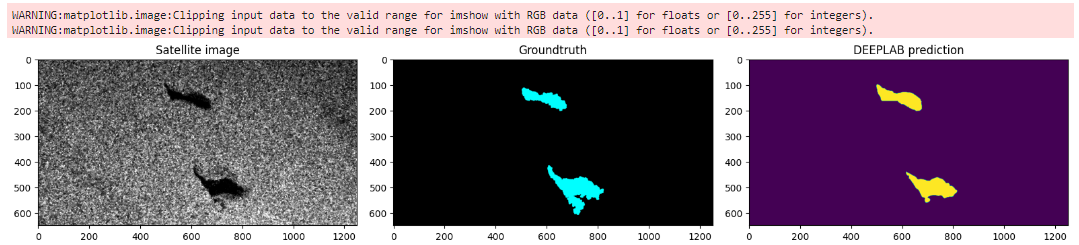 WARNING:matplotlib.image:Clipping input data to the valid range for imshow with RGB data ([0..1] for floats or [0..255] for integers).
WARNING:matplotlib.image:Clipping input data to the valid range for imshow with RGB data ([0..1] for floats or [0..255] for integers).
Satellite image
0
100
200
300
400
500
600
0 200 400 600 800 1000 1200
Groundtruth
0
100
200
300
400
500
600
0 200 400 600 800 1000 1200
DEEPLAB prediction
0
100
200
300
400
500
600
0 200 400 600 800 1000 1200